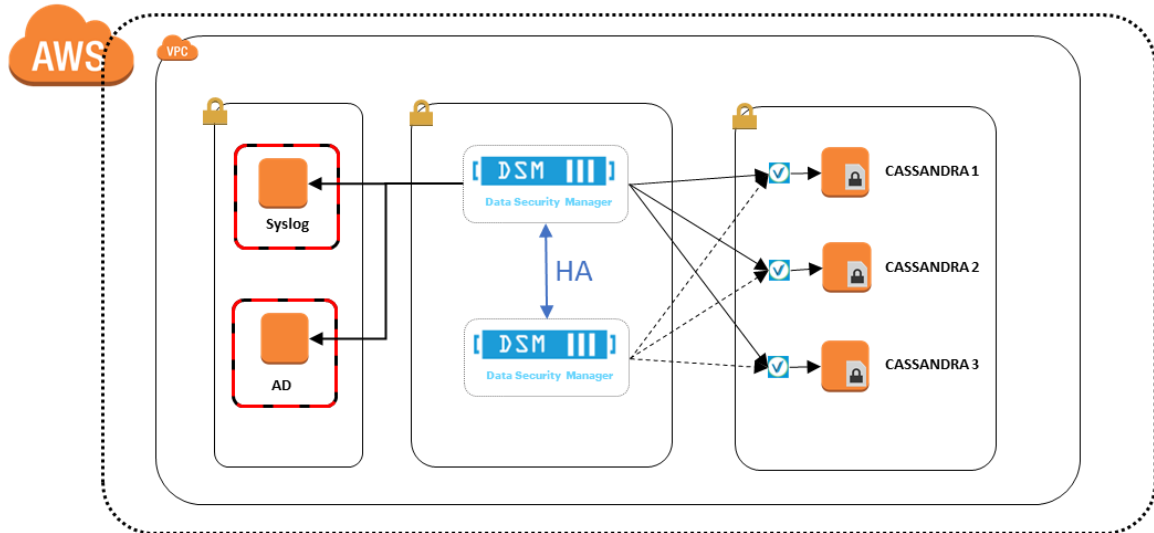 AWS
VPC
Syslog
AD
DSM
Data Security Manager
HA
DSM
Data Security Manager
CASSANDRA 1
CASSANDRA 2
CASSANDRA 3